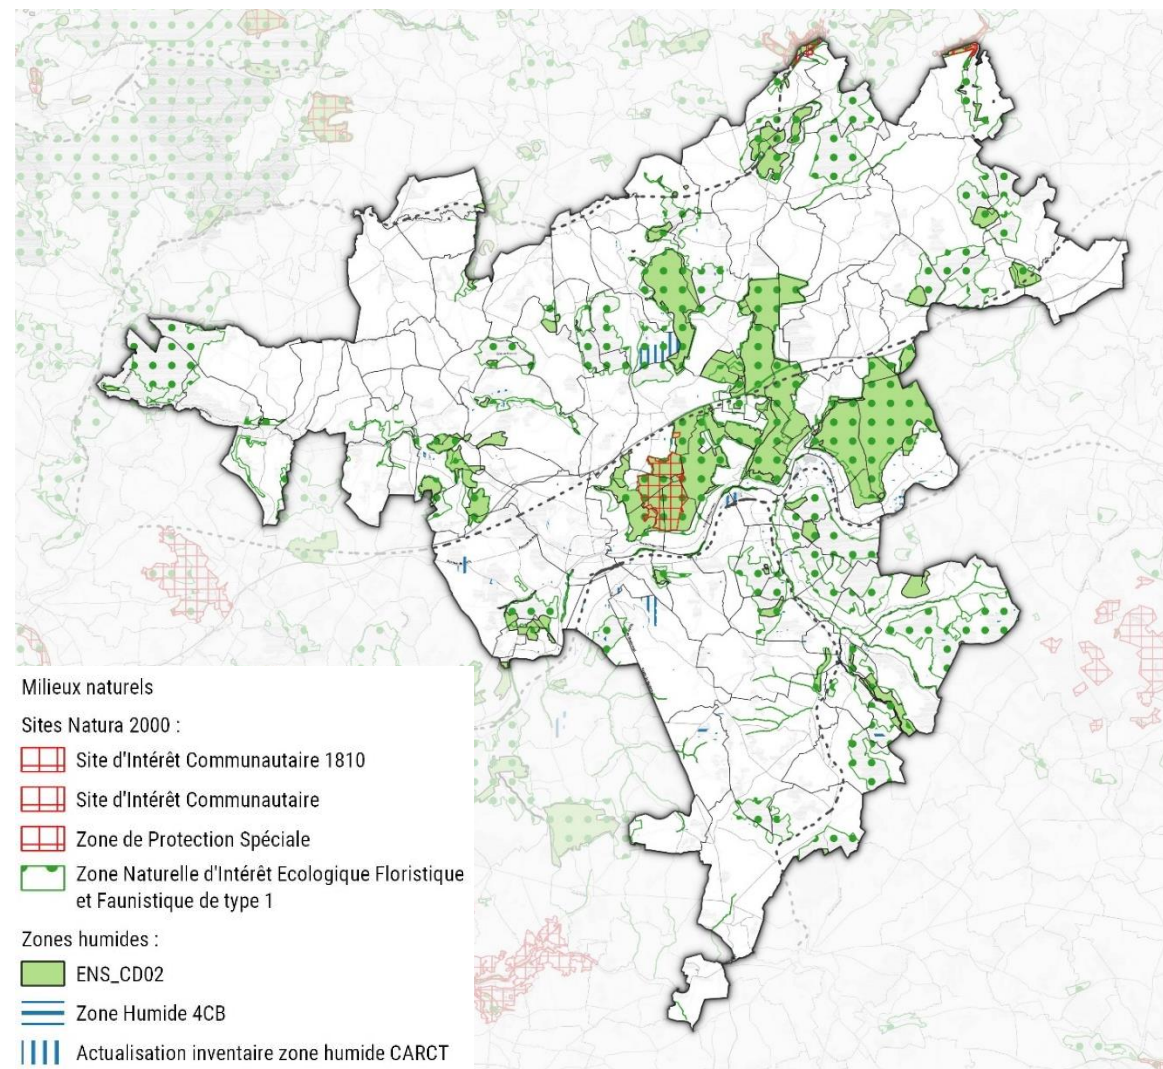 Milieux naturels
Sites Natura 2000 :
Site d'Intérêt Communautaire 1810
Site d'Intérêt Communautaire
Zone de Protection Spéciale
Zone Naturelle d'Intérêt Ecologique Floristique
et Faunistique de type 1
Zones humides :
ENS_CD02
Zone Humide 4CB
Actualisation inventaire zone humide CARCT